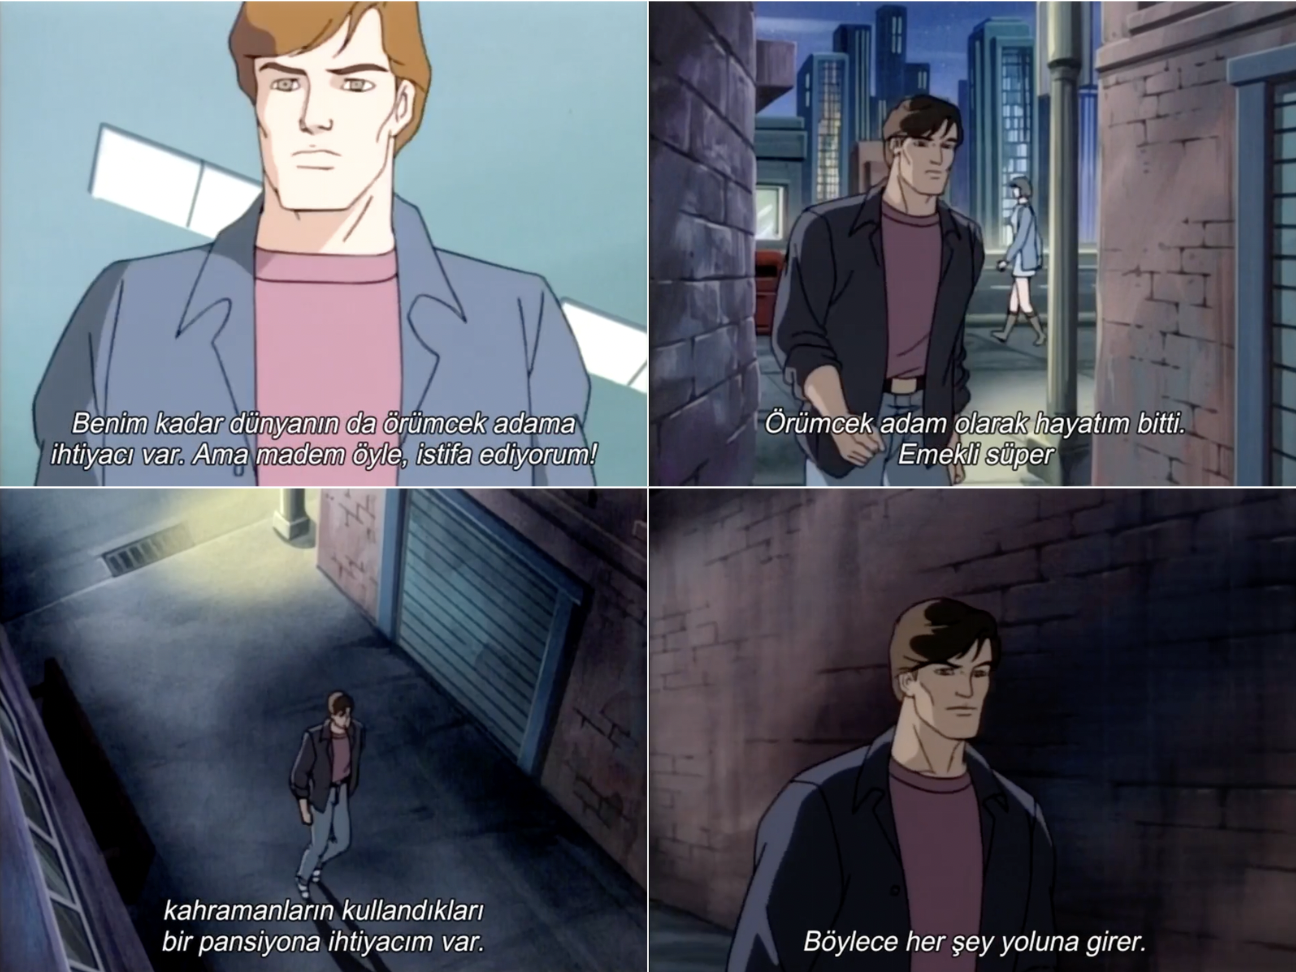 Benim kadar dünyanın da örümcek adama
ihtiyacı var. Ama madem öyle, istifa ediyorum!
Örümcek adam olarak hayatım bitti.
Emekli süper
kahramanların kullandıkları
bir pansiyona ihtiyacım var.
Böylece her şey yoluna girer.